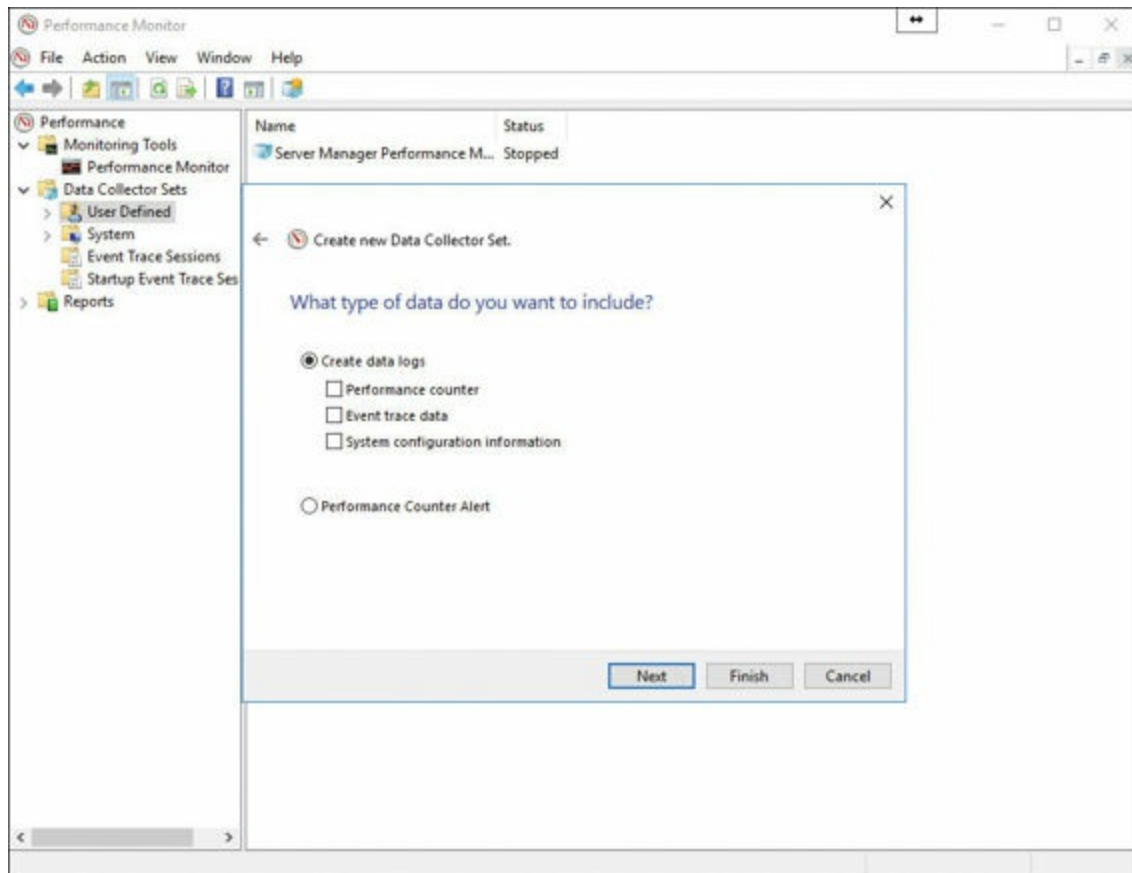 Performance Monitor
File Action View Window Help
Performance
Monitoring Tools
Performance Monitor
Data Collector Sets
User Defined
System
Event Trace Sessions
Startup Event Trace Ses
Reports
Name Status
Server Manager Performance M... Stopped
Create new Data Collector Set.
What type of data do you want to include?
Create data logs
Performance counter
Event trace data
System configuration information
Performance Counter Alert
Next Finish Cancel